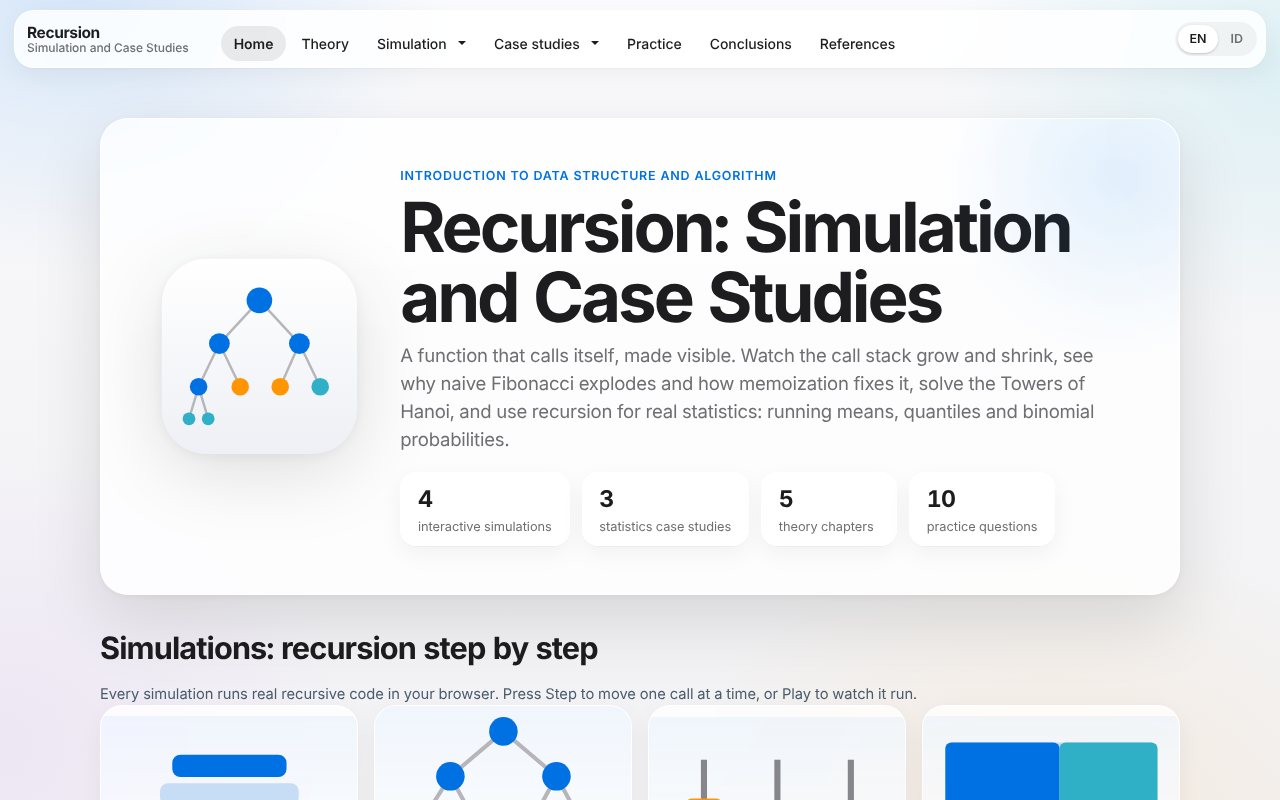 Recursion
Simulation and Case Studies
Home
Theory
Simulation
Case studies
Practice
Conclusions
References
EN
ID
INTRODUCTION TO DATA STRUCTURE AND ALGORITHM
Recursion: Simulation
and Case Studies
A function that calls itself, made visible. Watch the call stack grow and shrink, see
why naive Fibonacci explodes and how memoization fixes it, solve the Towers of
Hanoi, and use recursion for real statistics: running means, quantiles and binomial
probabilities.
4
interactive simulations
3
statistics case studies
5
theory chapters
10
practice questions
Simulations: recursion step by step
Every simulation runs real recursive code in your browser. Press Step to move one call at a time, or Play to watch it run.